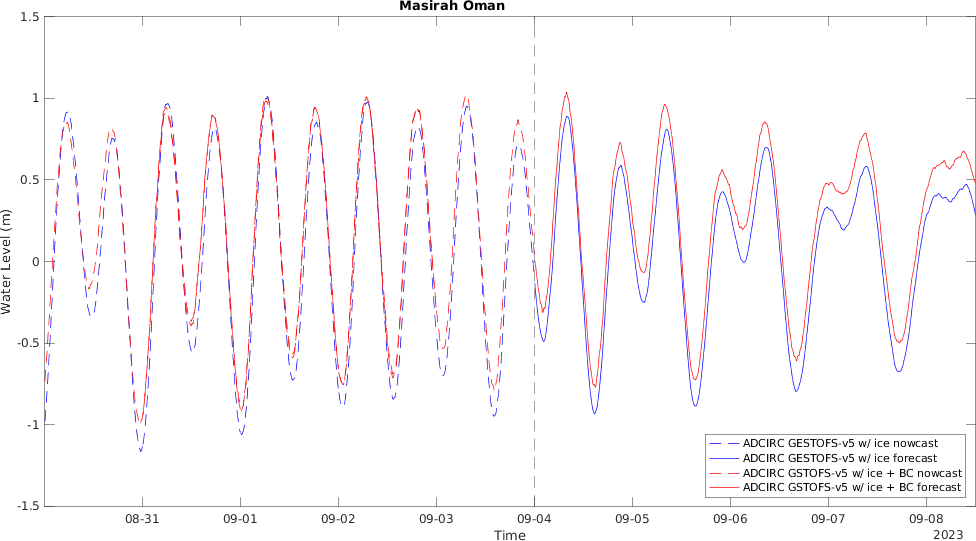 Masirah Oman
1.5
1
0.5
0
-0.5
-1
-1.5
Water Level (m)
ADCIRC GESTOFS-v5 w/ ice nowcast
ADCIRC GESTOFS-v5 w/ ice forecast
ADCIRC GSTOFS-v5 w/ ice + BC nowcast
ADCIRC GSTOFS-v5 w/ ice + BC forecast
08-31 09-01 09-02 09-03 09-04 09-05 09-06 09-07 09-08
Time
2023